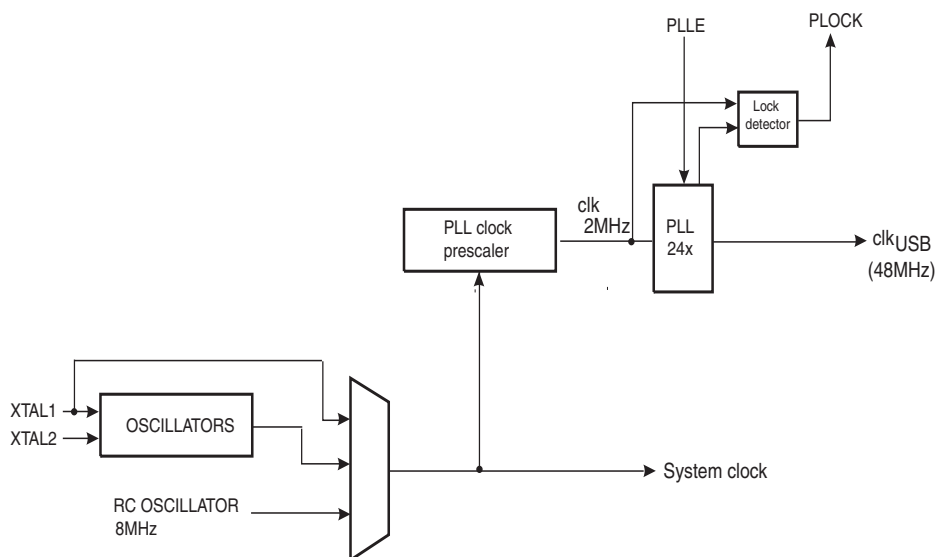 PLLE
PLOCK
Lock
detector
clk
2MHz
PLL clock
prescaler
PLL
24x
clkUSB
(48MHz)
XTAL1
XTAL2
OSCILLATORS
RC OSCILLATOR
8MHz
System clock